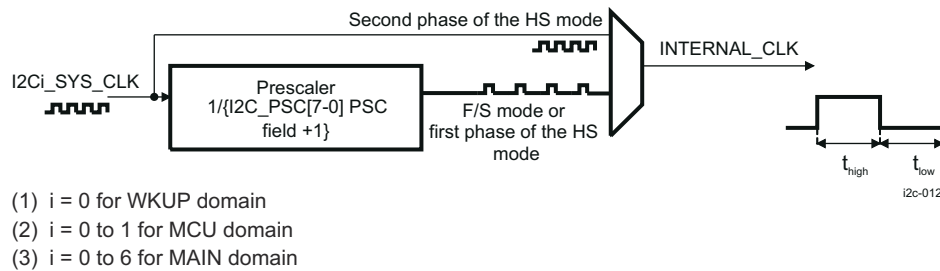 Second phase of the HS mode
INTERNAL_CLK
I2Ci_SYS_CLK
Prescaler
1/{I2C_PSC[7-0] PSC
field +1}
F/S mode or
first phase of the HS
mode
thigh
tlow
i2c-012
(1) i = 0 for WKUP domain
(2) i = 0 to 1 for MCU domain
(3) i = 0 to 6 for MAIN domain